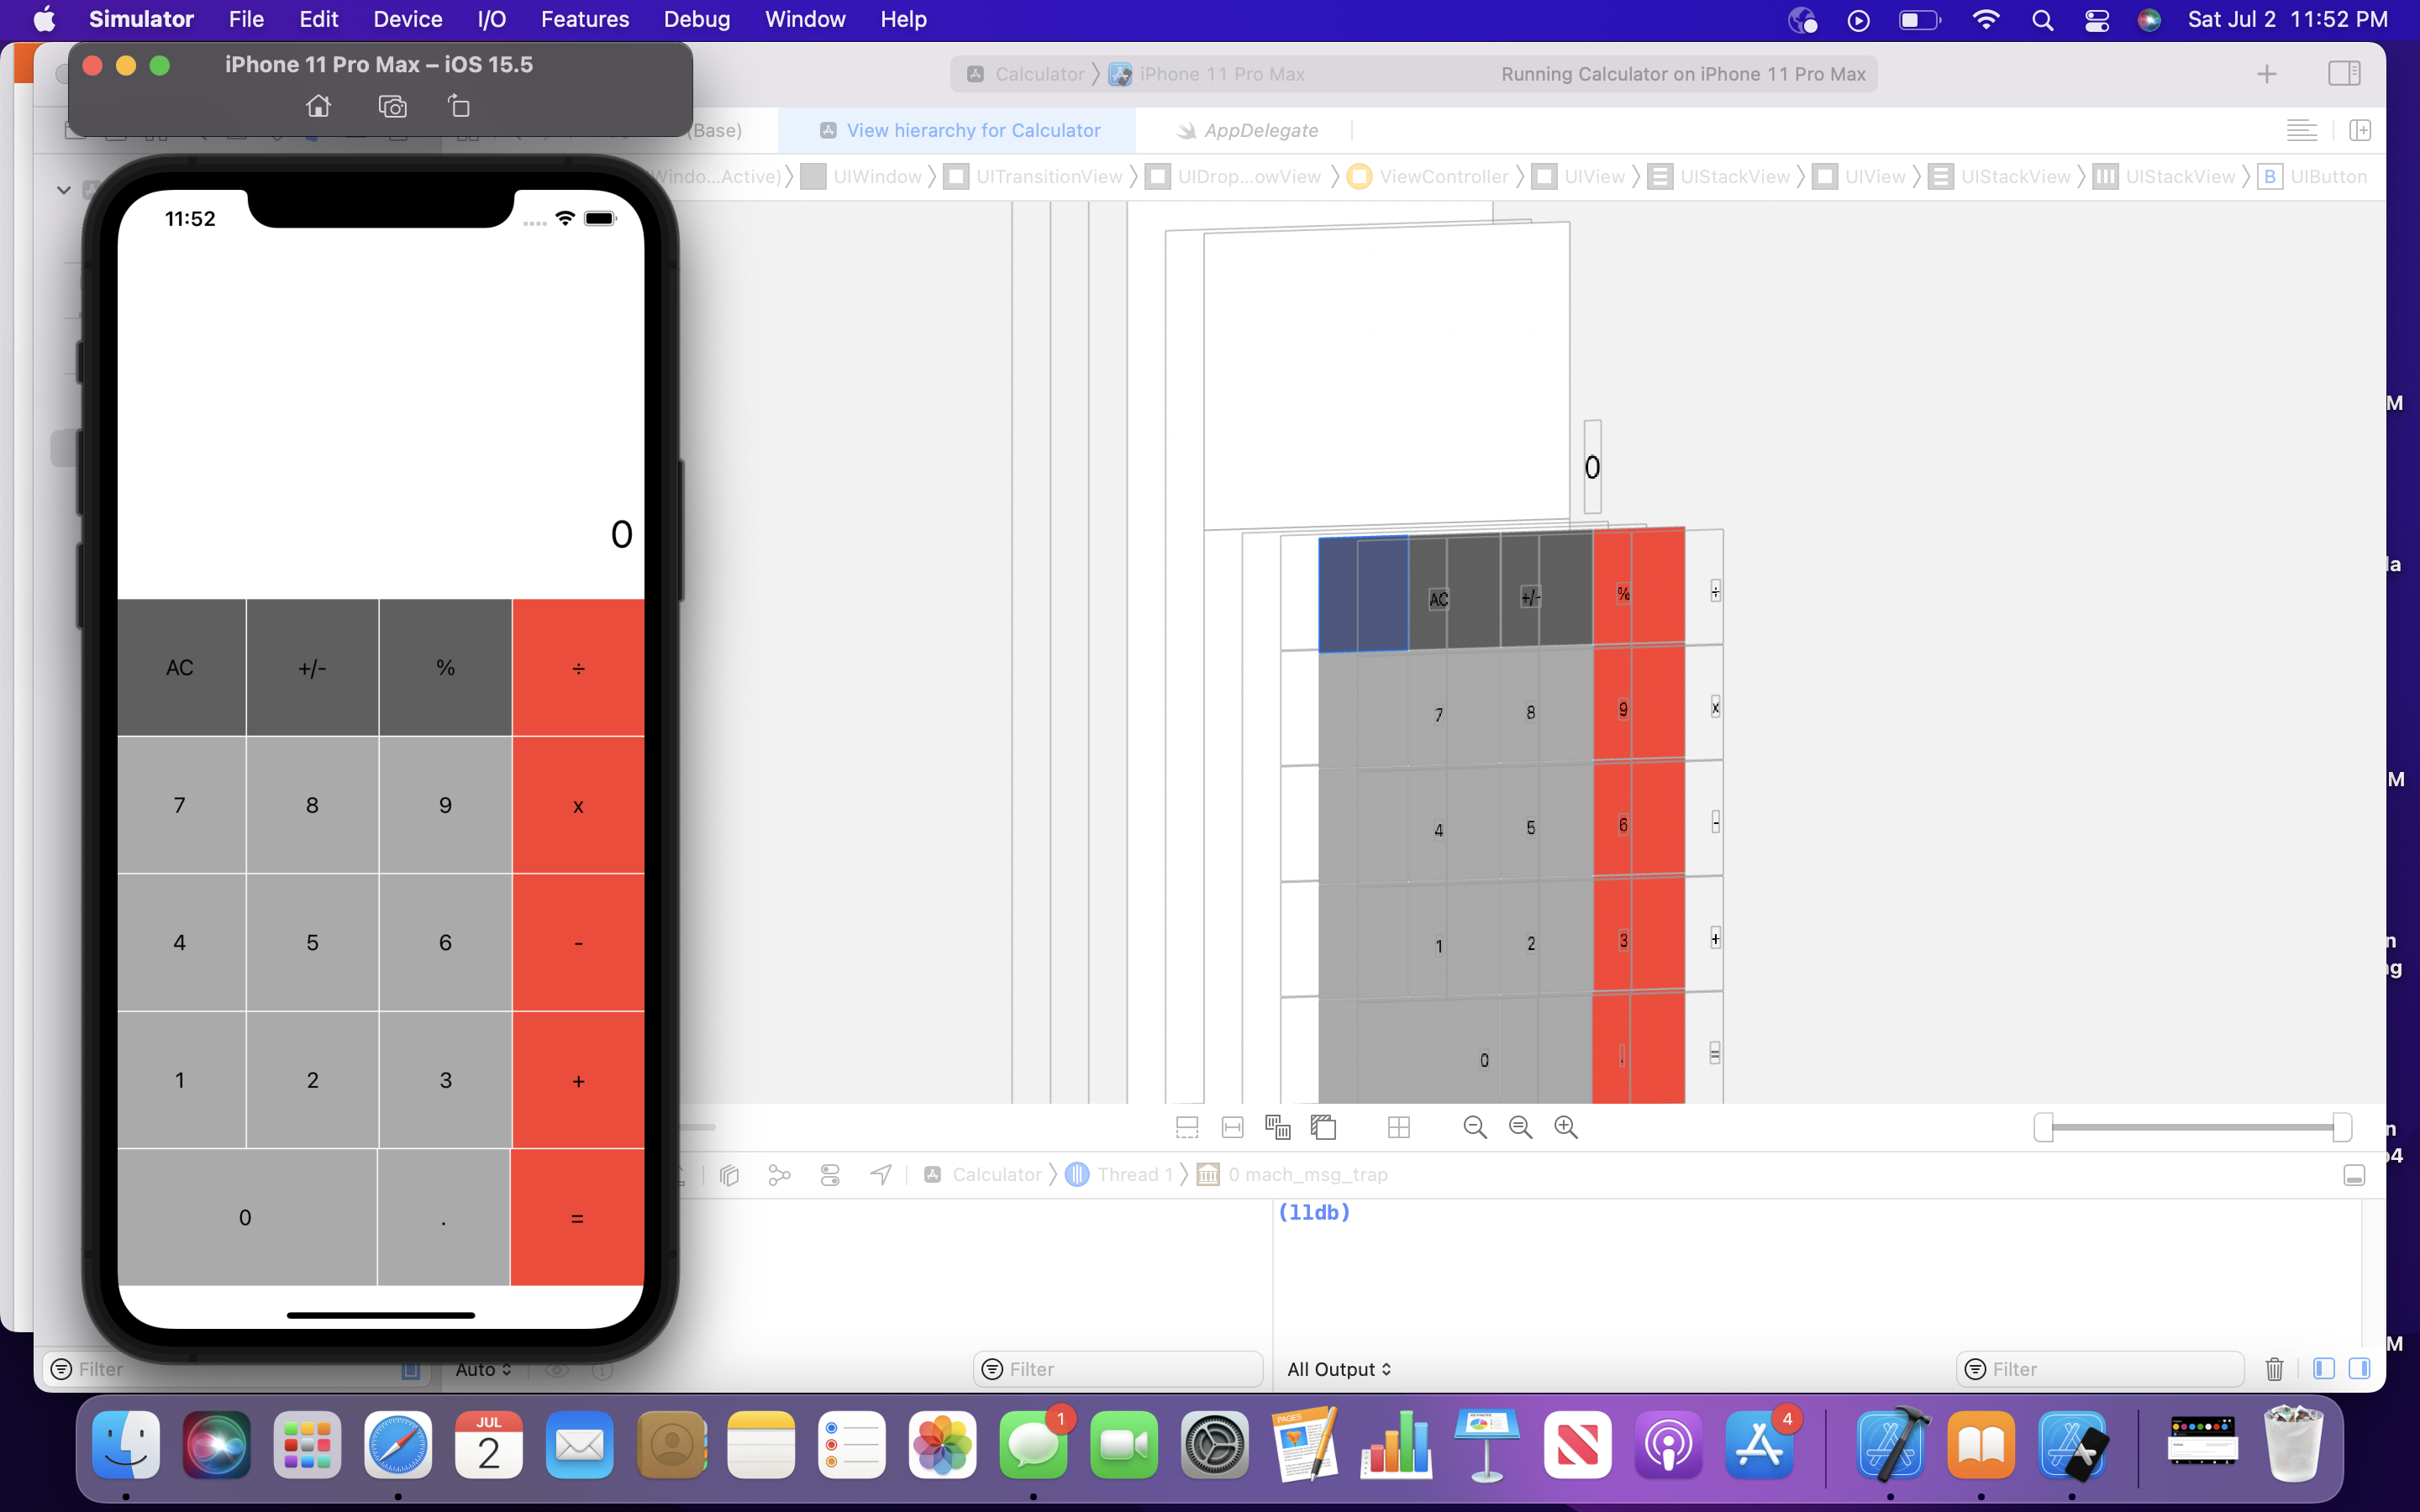 Simulator File Edit Device I/O Features Debug Window Help Sat Jul 2 11:52 PM
iPhone 11 Pro Max – iOS 15.5
Calculator iPhone 11 Pro Max Running Calculator on iPhone 11 Pro Max
(Base) View hierarchy for Calculator AppDelegate
Windo...Active) UIWindow UITransitionView UIDrop...owView ViewController UIView UIStackView UIView UIStackView UIStackView B UIButton
11:52
0
AC +/- % ÷
7 8 9 x
4 5 6 -
1 2 3 +
0 . =
0
AC +/- % ÷
7 8 9 x
4 5 6 -
1 2 3 +
0 . =
Calculator Thread 1 0 mach_msg_trap
(lldb)
Filter Auto Filter All Output Filter
M
la
M
n
ng
n
p4
M
JUL
2
PAGES
1
4